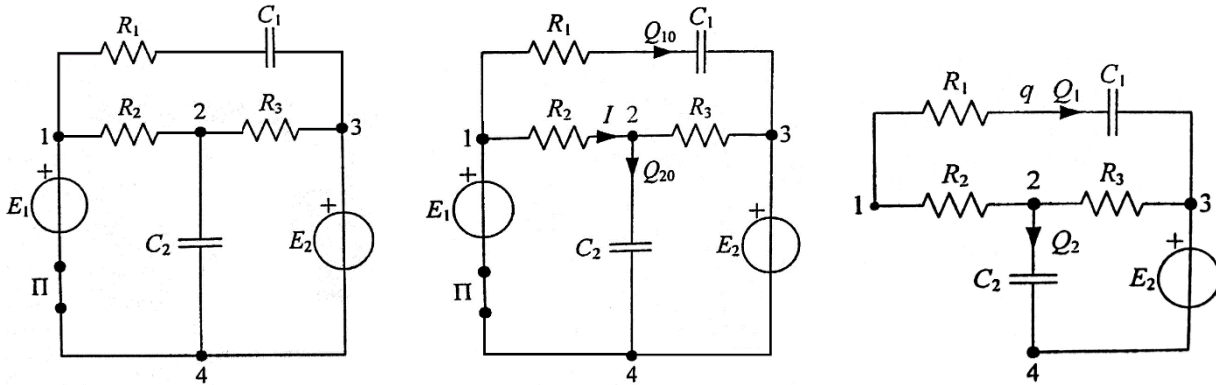 C₁
R₁
R₂ 2 R₃
1 3
E₁ + C₂ + E₂
Π
4
R₁ Q₁₀ C₁
R₂ I 2 R₃
1 3
Q₂₀
E₁ + C₂ E₂ +
Π
4
R₁ q Q₁ C₁
R₂ 2 R₃
1 3
Q₂
C₂ E₂ +
4